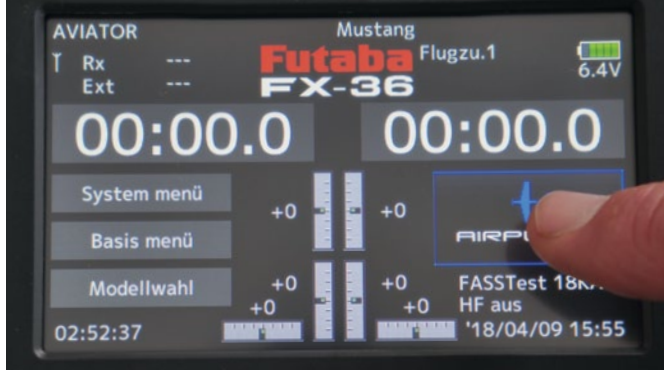 AVIATOR
Mustang
Rx ---
Ext ---
Futaba
FX-36
Flugzu.1
6.4V
00:00.0
00:00.0
System menü
Basis menü
Modellwahl
+0
+0
+0
+0
+0
+0
FASSTest
HF aus
02:52:37
'18/04/09 15:55